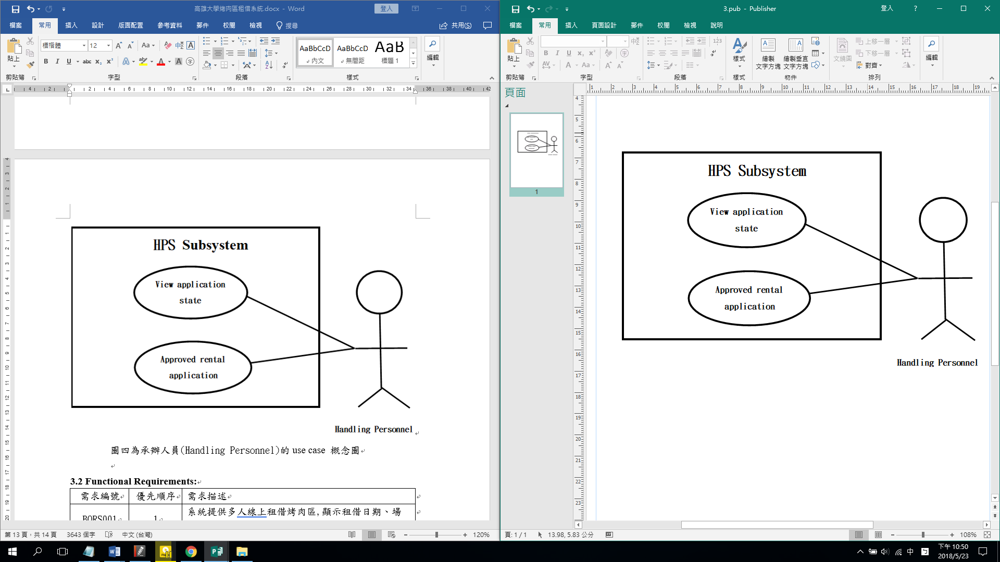 高雄大學烤肉區租借系統.docx - Word
登入
檔案 常用 插入 設計 版面配置 參考資料 郵件 校閱 檢視 搜尋 共用(S)
標楷體 12
貼上
剪貼簿 字型 段落 樣式 編輯
AaBbCcD AaBbCcD AaB
內文 無間距 標題 1
HPS Subsystem
View application
state
Approved rental
application
Handling Personnel
圖四為承辦人員(Handling Personnel)的 use case 概念圖
3.2 Functional Requirements:
需求編號 優先順序 需求描述
系統提供多人線上租借烤肉區,顯示租借日期、場
BORS001 1
第 13 頁，共 14 頁 3643 個字 中文 (台灣) 120%
3.pub - Publisher
登入
檔案 常用 插入 頁面設計 郵件 校閱 檢視 說明
貼上 樣式 繪製 文字方塊 繪製垂直 文字方塊 文繞圖 上移一層 下移一層 對齊 編輯
剪貼簿 字型 段落 樣式 物件 排列
頁面
1
HPS Subsystem
View application
state
Approved rental
application
Handling Personnel
頁: 1 / 1 13.98, 5.83 公分 108%
中
下午 10:50
2018/5/23